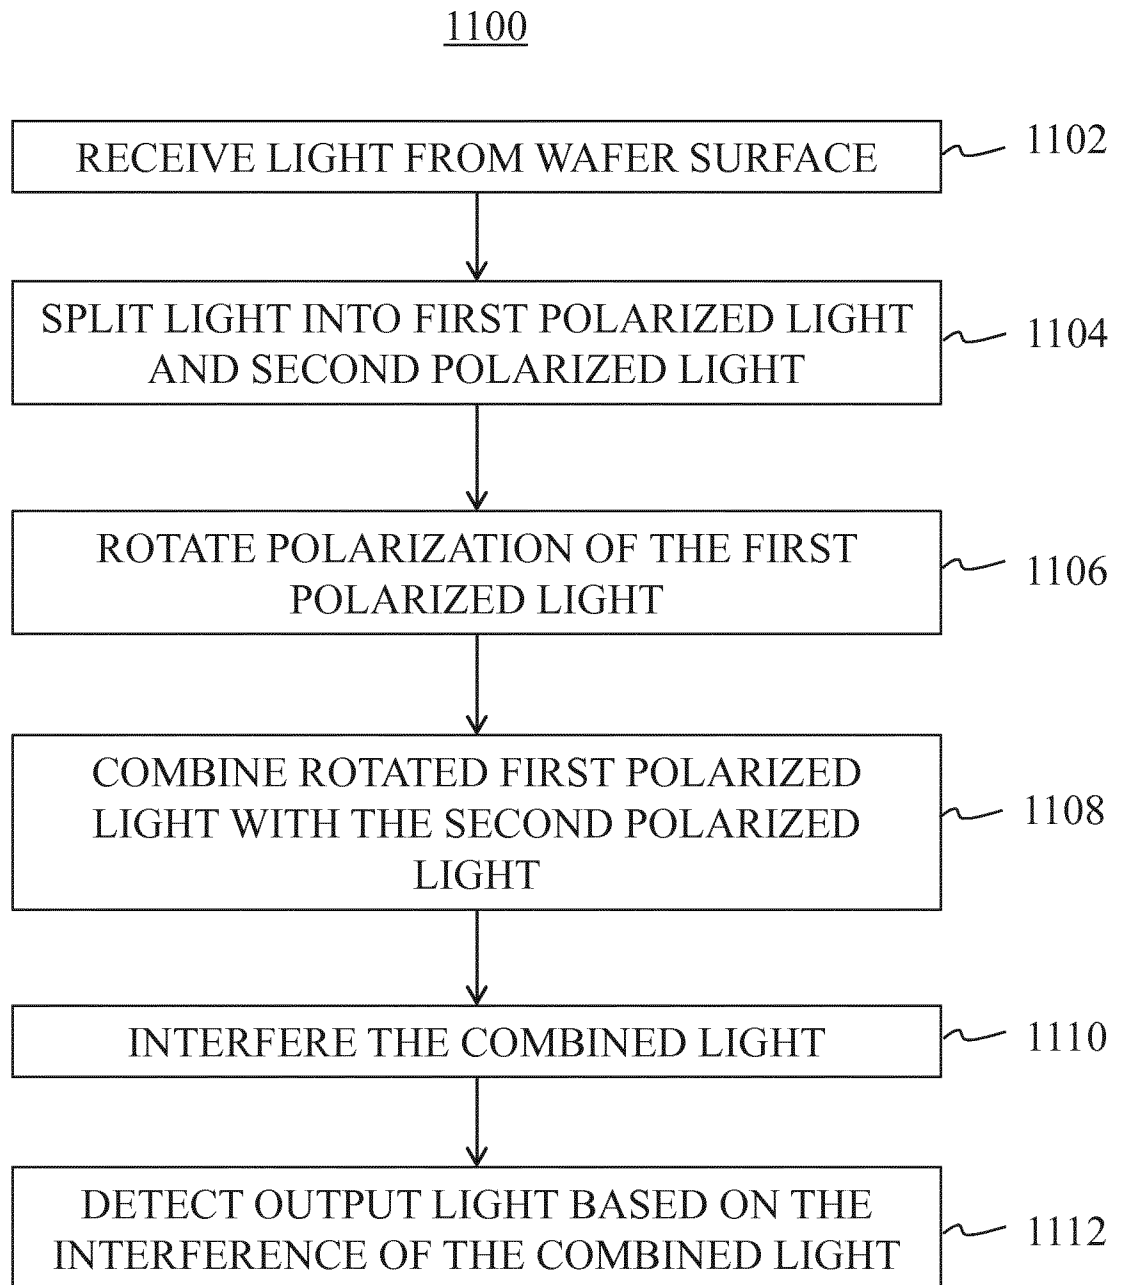 1100
RECEIVE LIGHT FROM WAFER SURFACE
1102
SPLIT LIGHT INTO FIRST POLARIZED LIGHT
AND SECOND POLARIZED LIGHT
1104
ROTATE POLARIZATION OF THE FIRST
POLARIZED LIGHT
1106
COMBINE ROTATED FIRST POLARIZED
LIGHT WITH THE SECOND POLARIZED
LIGHT
1108
INTERFERE THE COMBINED LIGHT
1110
DETECT OUTPUT LIGHT BASED ON THE
INTERFERENCE OF THE COMBINED LIGHT
1112